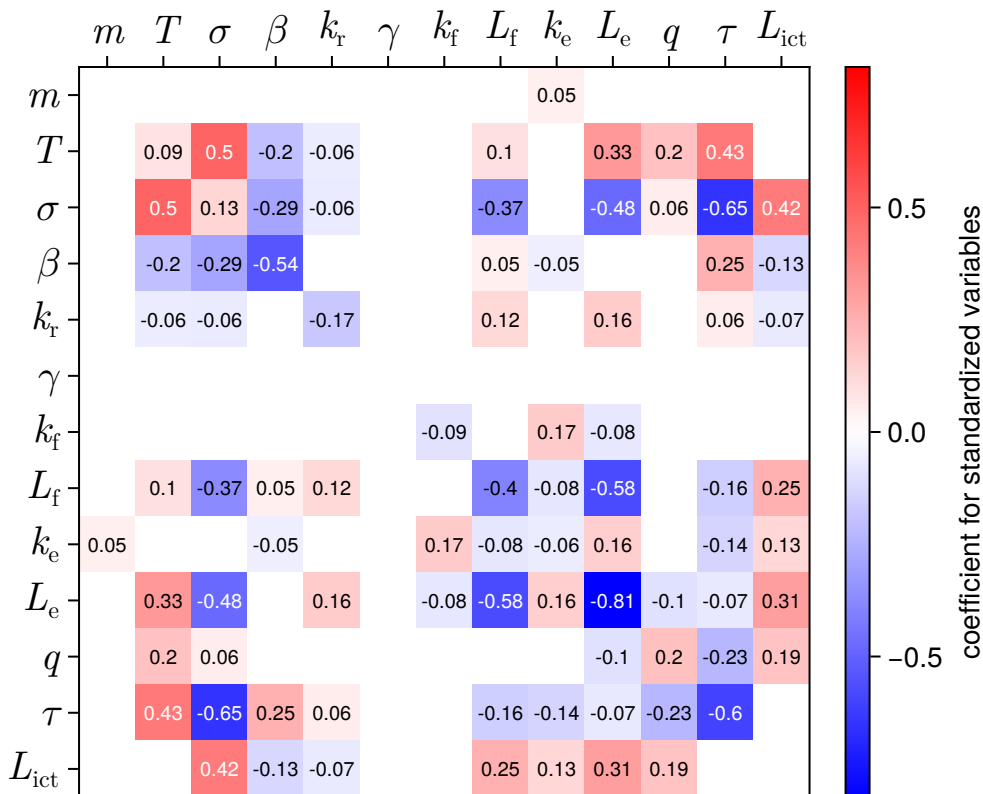 m T σ β k_r γ k_f L_f k_e L_e q τ L_ict
m 0.05
T 0.09 0.5 -0.2 -0.06 0.1 0.33 0.2 0.43
σ 0.5 0.13 -0.29 -0.06 -0.37 -0.48 0.06 -0.65 0.42
β -0.2 -0.29 -0.54 0.05 -0.05 0.25 -0.13
k_r -0.06 -0.06 -0.17 0.12 0.16 0.06 -0.07
γ
k_f -0.09 0.17 -0.08
L_f 0.1 -0.37 0.05 0.12 -0.4 -0.08 -0.58 -0.16 0.25
k_e 0.05 -0.05 0.17 -0.08 -0.06 0.16 -0.14 0.13
L_e 0.33 -0.48 0.16 -0.08 -0.58 0.16 -0.81 -0.1 -0.07 0.31
q 0.2 0.06 -0.1 0.2 -0.23 0.19
τ 0.43 -0.65 0.25 0.06 -0.16 -0.14 -0.07 -0.23 -0.6
L_ict 0.42 -0.13 -0.07 0.25 0.13 0.31 0.19
0.5
0.0
−0.5
coefficient for standardized variables